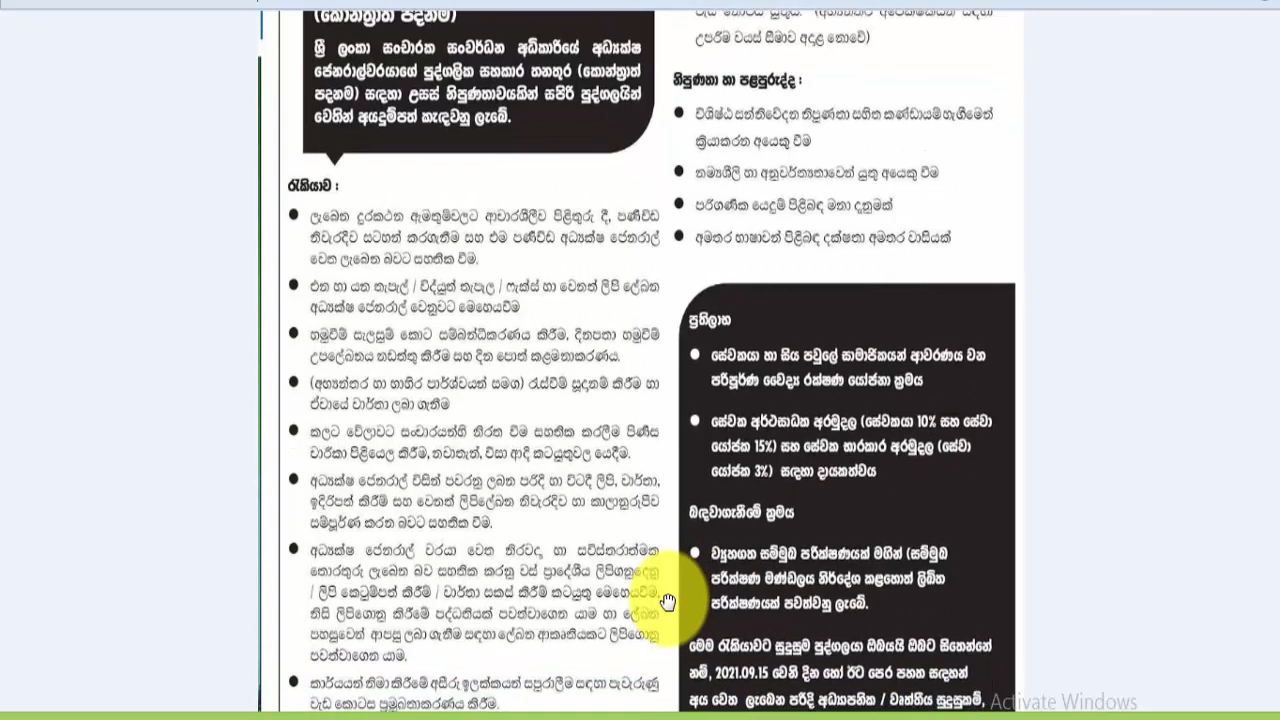 (කොන්ත්‍රාත් පදනම)
ශ්‍රී ලංකා සංචාරක සංවර්ධන අධිකාරියේ අධ්‍යක්ෂ
ජෙනරාල්වරයාගේ පුද්ගලික සහකාර තනතුර (කොන්ත්‍රාත්
පදනම) සඳහා උසස් නිපුණතාවයකින් සපිරි පුද්ගලයින්
වෙතින් අයදුම්පත් කැඳවනු ලැබේ.
රැකියාව :
● ලැබෙන දුරකථන ඇමතුම්වලට ආචාරශීලීව පිළිතුරු දී, පණිවිඩ
නිවැරදිව සටහන් කරගැනීම සහ එම පණිවිඩ අධ්‍යක්ෂ ජෙනරාල්
වෙත ලැබෙන බවට සහතික වීම.
● එන හා යන තැපැල් / විද්‍යුත් තැපැල / ෆැක්ස් හා වෙනත් ලිපි ලේඛන
අධ්‍යක්ෂ ජෙනරාල් වෙනුවට මෙහෙයවීම
● හමුවීම් සැලසුම් කොට සම්බන්ධීකරණය කිරීම, දිනපතා හමුවීම්
උපලේඛනය නඩත්තු කිරීම සහ දින පොත් කළමනාකරණය.
● (අභ්‍යන්තර හා බාහිර පාර්ශ්වයන් සමග) රැස්වීම් සූදානම් කිරීම හා
ඒවායේ වාර්තා ලබා ගැනීම
● කලට වේලාවට සංචාරයන්හි නිරත වීම සහතික කරලීම පිණිස
චාරිකා පිළියෙල කිරීම, නවාතැන්, වීසා ආදි කටයුතුවල යෙදීම.
● අධ්‍යක්ෂ ජෙනරාල් විසින් පවරනු ලබන පරිදි හා විටදී ලිපි, වාර්තා,
ඉදිරිපත් කිරීම් සහ වෙනත් ලිපිලේඛන නිවැරදිව හා කාලානුරූපීව
සම්පූර්ණ කරන බවට සහතික වීම.
● අධ්‍යක්ෂ ජෙනරාල් වරයා වෙත නිරවද්‍ය හා සවිස්තරාත්මක
තොරතුරු ලැබෙන බව සහතික කරනු වස් ප්‍රාදේශීය ලිපිගනුදෙනු
/ ලිපි කෙටුම්පත් කිරීම් / වාර්තා සකස් කිරීම් කටයුතු මෙහෙයවීම,
නිසි ලිපිගොනු කිරීමේ පද්ධතියක් පවත්වාගෙන යාම හා ලේඛන
පහසුවෙන් ආපසු ලබා ගැනීම සඳහා ලේඛන ආකෘතියකට ලිපිගොනු
පවත්වාගෙන යාම.
● කාර්යයන් නිමා කිරීමේ අසීරු ඉලක්කයන් සපුරාලීම සඳහා පැවැරුණු
වැඩ කොටස ප්‍රමුඛතාකරණය කිරීම.
වැඩි නොවිය යුතුය. (අභ්‍යන්තර අපේක්ෂකයන් සඳහා
උපරිම වයස් සීමාව අදාළ නොවේ)
නිපුණතා හා පළපුරුද්ද :
● විශිෂ්ඨ සන්නිවේදන නිපුණතා සහිත කණ්ඩායම් හැගීමෙන්
ක්‍රියාකරන අයෙකු වීම
● නම්‍යශීලි හා අනුවර්ත්‍යතාවෙන් යුතු අයෙකු වීම
● පරිගණක යෙදුම් පිළිබඳ මනා දැනුමක්
● අමතර භාෂාවන් පිළිබඳ දක්ෂතා අමතර වාසියක්
ප්‍රතිලාභ
● සේවකයා හා සිය පවුලේ සාමාජිකයන් ආවරණය වන
පරිපූර්ණ වෛද්‍ය රක්ෂණ යෝජනා ක්‍රමය
● සේවක අර්ථසාධක අරමුදල (සේවකයා 10% සහ සේවා
යෝජක 15%) සහ සේවක භාරකාර අරමුදල (සේවා
යෝජක 3%) සඳහා දායකත්වය
බඳවාගැනීමේ ක්‍රමය
● ව්‍යුහගත සම්මුඛ පරික්ෂණයක් මගින් (සම්මුඛ
පරික්ෂණ මණ්ඩලය නිර්දේශ කළහොත් ලිඛිත
පරික්ෂණයක් පවත්වනු ලැබේ.
මෙම රැකියාවට සුදුසුම පුද්ගලයා ඔබයයි ඔබට සිතෙන්නේ
නම්, 2021.09.15 වෙනි දින හෝ ඊට පෙර පහත සඳහන්
අය වෙත ලැබෙන පරිදි අධ්‍යාපනික / වෘත්තීය සුදුසුකම්,
Activate Windows